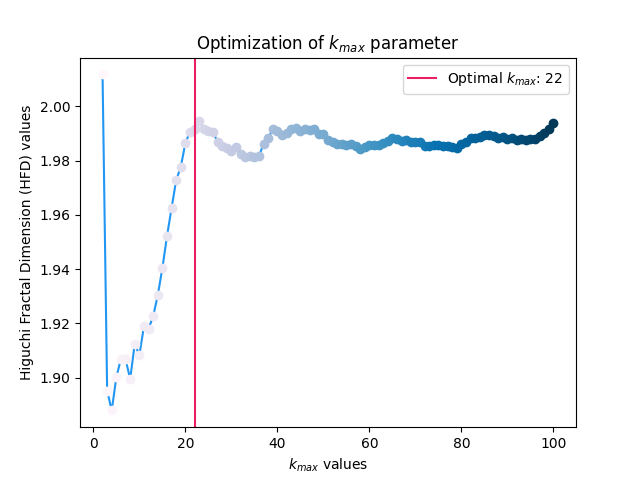 Optimization of k_max parameter
Optimal k_max: 22
Higuchi Fractal Dimension (HFD) values
2.00
1.98
1.96
1.94
1.92
1.90
0 20 40 60 80 100
k_max values